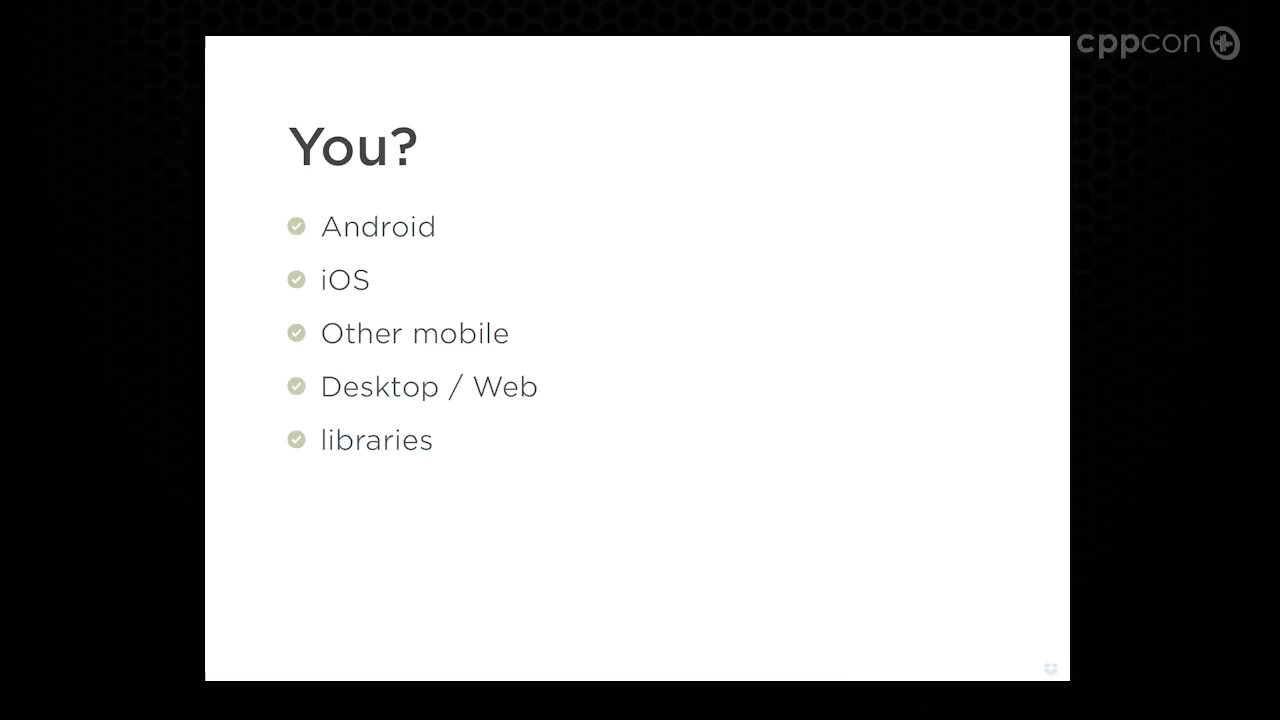 cppcon
You?
Android
iOS
Other mobile
Desktop / Web
libraries